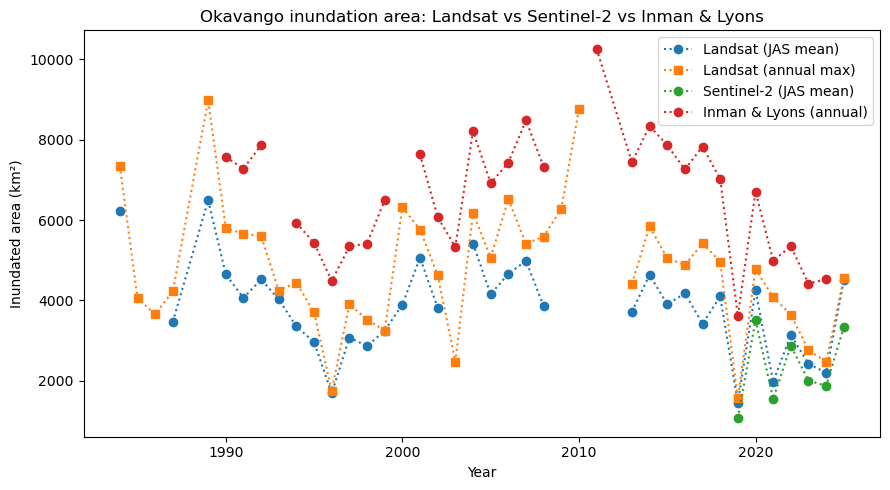 Okavango inundation area: Landsat vs Sentinel-2 vs Inman & Lyons
Landsat (JAS mean)
Landsat (annual max)
Sentinel-2 (JAS mean)
Inman & Lyons (annual)
Inundated area (km²)
10000
8000
6000
4000
2000
1990
2000
2010
2020
Year